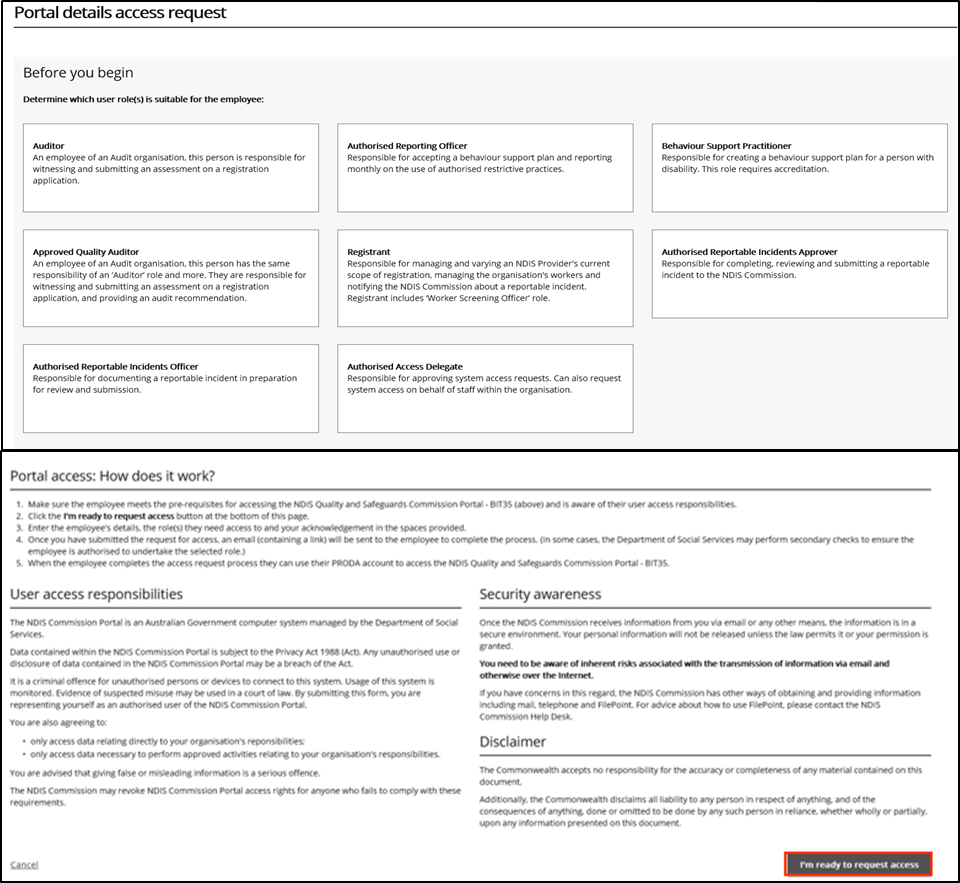 Portal details access request
Before you begin
Determine which user role(s) is suitable for the employee:
Auditor
An employee of an Audit organisation, this person is responsible for
witnessing and submitting an assessment on a registration
application.
Authorised Reporting Officer
Responsible for accepting a behaviour support plan and reporting
monthly on the use of authorised restrictive practices.
Behaviour Support Practitioner
Responsible for creating a behaviour support plan for a person with
disability. This role requires accreditation.
Approved Quality Auditor
An employee of an Audit organisation, this person has the same
responsibility of an 'Auditor' role and more. They are responsible for
witnessing and submitting an assessment on a registration
application, and providing an audit recommendation.
Registrant
Responsible for managing and varying an NDIS Provider's current
scope of registration, managing the organisation's workers and
notifying the NDIS Commission about a reportable incident.
Registrant includes 'Worker Screening Officer' role.
Authorised Reportable Incidents Approver
Responsible for completing, reviewing and submitting a reportable
incident to the NDIS Commission.
Authorised Reportable Incidents Officer
Responsible for documenting a reportable incident in preparation
for review and submission.
Authorised Access Delegate
Responsible for approving system access requests. Can also request
system access on behalf of staff within the organisation.
Portal access: How does it work?
1. Make sure the employee meets the pre-requisites for accessing the NDIS Quality and Safeguards Commission Portal - BIT35 (above) and is aware of their user access responsibilities.
2. Click the I'm ready to request access button at the bottom of this page.
3. Enter the employee's details, the role(s) they need access to and your acknowledgement in the spaces provided.
4. Once you have submitted the request for access, an email (containing a link) will be sent to the employee to complete the process. (In some cases, the Department of Social Services may perform secondary checks to ensure the
employee is authorised to undertake the selected role.)
5. When the employee completes the access request process they can use their PRODA account to access the NDIS Quality and Safeguards Commission Portal - BIT35.
User access responsibilities
The NDIS Commission Portal is an Australian Government computer system managed by the Department of Social
Services.
Data contained within the NDIS Commission Portal is subject to the Privacy Act 1988 (Act). Any unauthorised use or
disclosure of data contained in the NDIS Commission Portal may be a breach of the Act.
It is a criminal offence for unauthorised persons or devices to connect to this system. Usage of this system is
monitored. Evidence of suspected misuse may be used in a court of law. By submitting this form, you are
representing yourself as an authorised user of the NDIS Commission Portal.
You are also agreeing to:
• only access data relating directly to your organisation's reponsibilities;
• only access data necessary to perform approved activities relating to your organisation's responsibilities.
You are advised that giving false or misleading information is a serious offence.
The NDIS Commission may revoke NDIS Commission Portal access rights for anyone who fails to comply with these
requirements.
Security awareness
Once the NDIS Commission receives information from you via email or any other means, the information is in a
secure environment. Your personal information will not be released unless the law permits it or your permission is
granted.
You need to be aware of inherent risks associated with the transmission of information via email and
otherwise over the Internet.
If you have concerns in this regard, the NDIS Commission has other ways of obtaining and providing information
including mail, telephone and FilePoint. For advice about how to use FilePoint, please contact the NDIS
Commission Help Desk.
Disclaimer
The Commonwealth accepts no responsibility for the accuracy or completeness of any material contained on this
document.
Additionally, the Commonwealth disclaims all liability to any person in respect of anything, and of the
consequences of anything, done or omitted to be done by any such person in reliance, whether wholly or partially,
upon any information presented on this document.
Cancel
I'm ready to request access